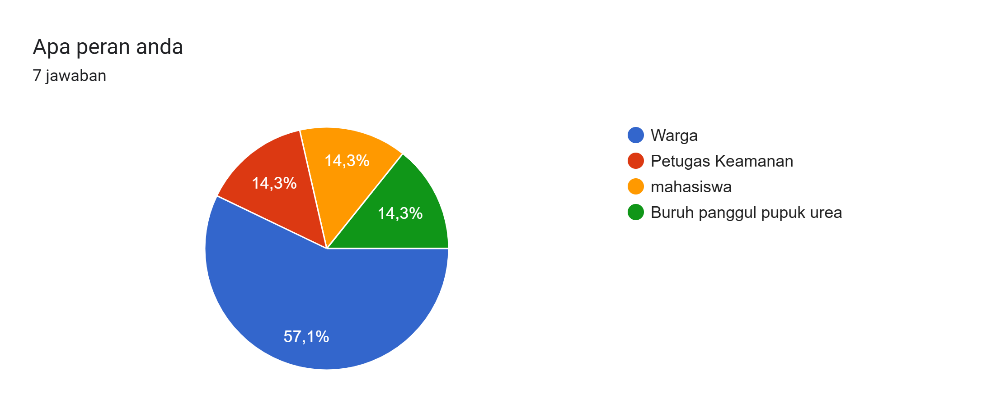 Apa peran anda
7 jawaban
14,3%
14,3%
14,3%
57,1%
Warga
Petugas Keamanan
mahasiswa
Buruh panggul pupuk urea